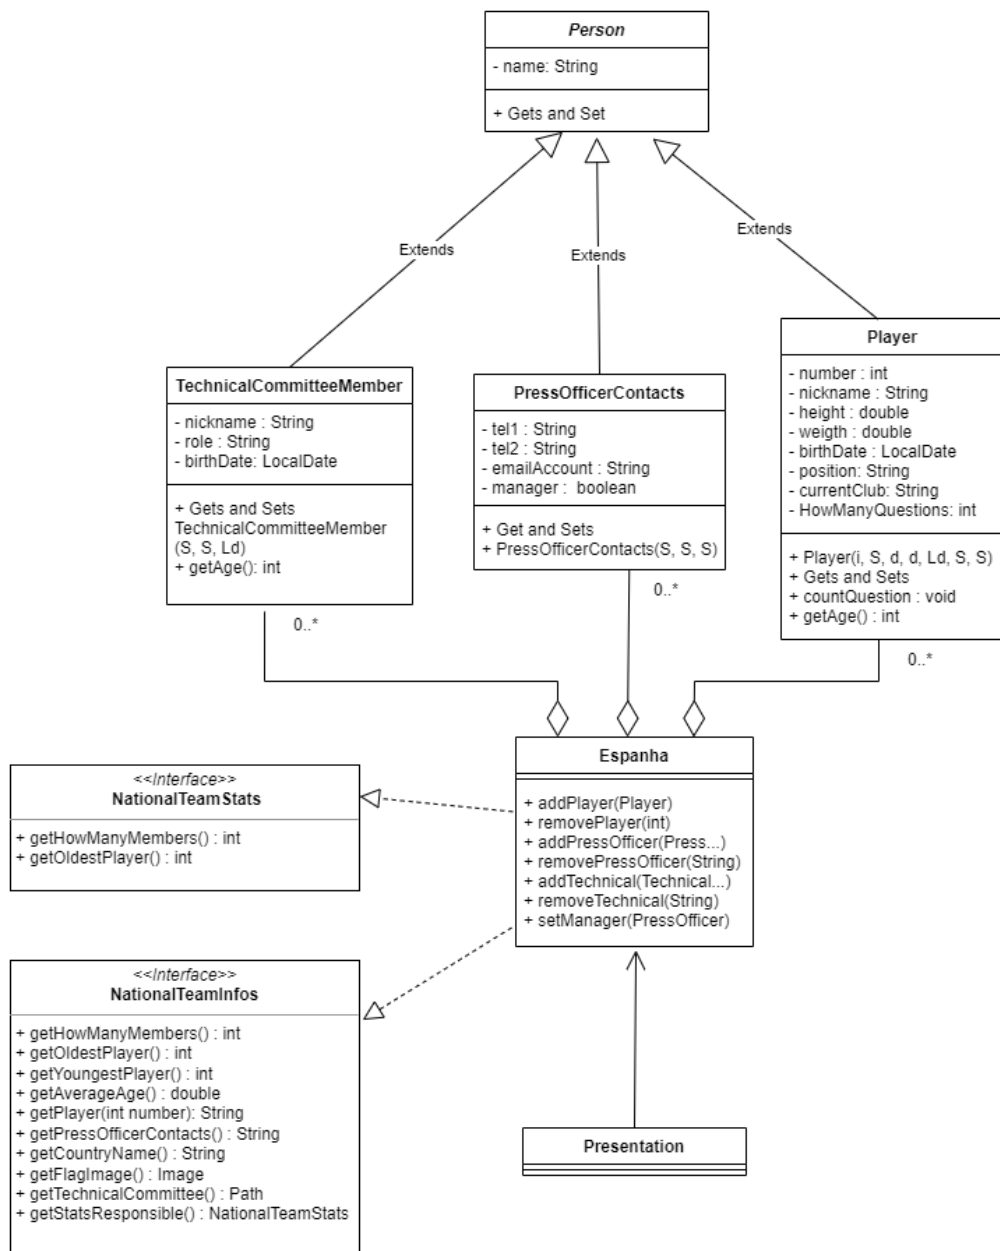 Person
- name: String
+ Gets and Set
Extends
Extends
Extends
TechnicalCommitteeMember
- nickname : String
- role : String
- birthDate: LocalDate
+ Gets and Sets
TechnicalCommitteeMember
(S, S, Ld)
+ getAge(): int
0..*
PressOfficerContacts
- tel1 : String
- tel2 : String
- emailAccount : String
- manager :  boolean
+ Get and Sets
+ PressOfficerContacts(S, S, S)
0..*
Player
- number : int
- nickname : String
- height : double
- weigth : double
- birthDate : LocalDate
- position: String
- currentClub: String
- HowManyQuestions: int
+ Player(i, S, d, d, Ld, S, S)
+ Gets and Sets
+ countQuestion : void
+ getAge() : int
0..*
Espanha
+ addPlayer(Player)
+ removePlayer(int)
+ addPressOfficer(Press...)
+ removePressOfficer(String)
+ addTechnical(Technical...)
+ removeTechnical(String)
+ setManager(PressOfficer)
<<Interface>>
NationalTeamStats
+ getHowManyMembers() : int
+ getOldestPlayer() : int
<<Interface>>
NationalTeamInfos
+ getHowManyMembers() : int
+ getOldestPlayer() : int
+ getYoungestPlayer() : int
+ getAverageAge() : double
+ getPlayer(int number): String
+ getPressOfficerContacts() : String
+ getCountryName() : String
+ getFlagImage() : Image
+ getTechnicalCommittee() : Path
+ getStatsResponsible() : NationalTeamStats
Presentation